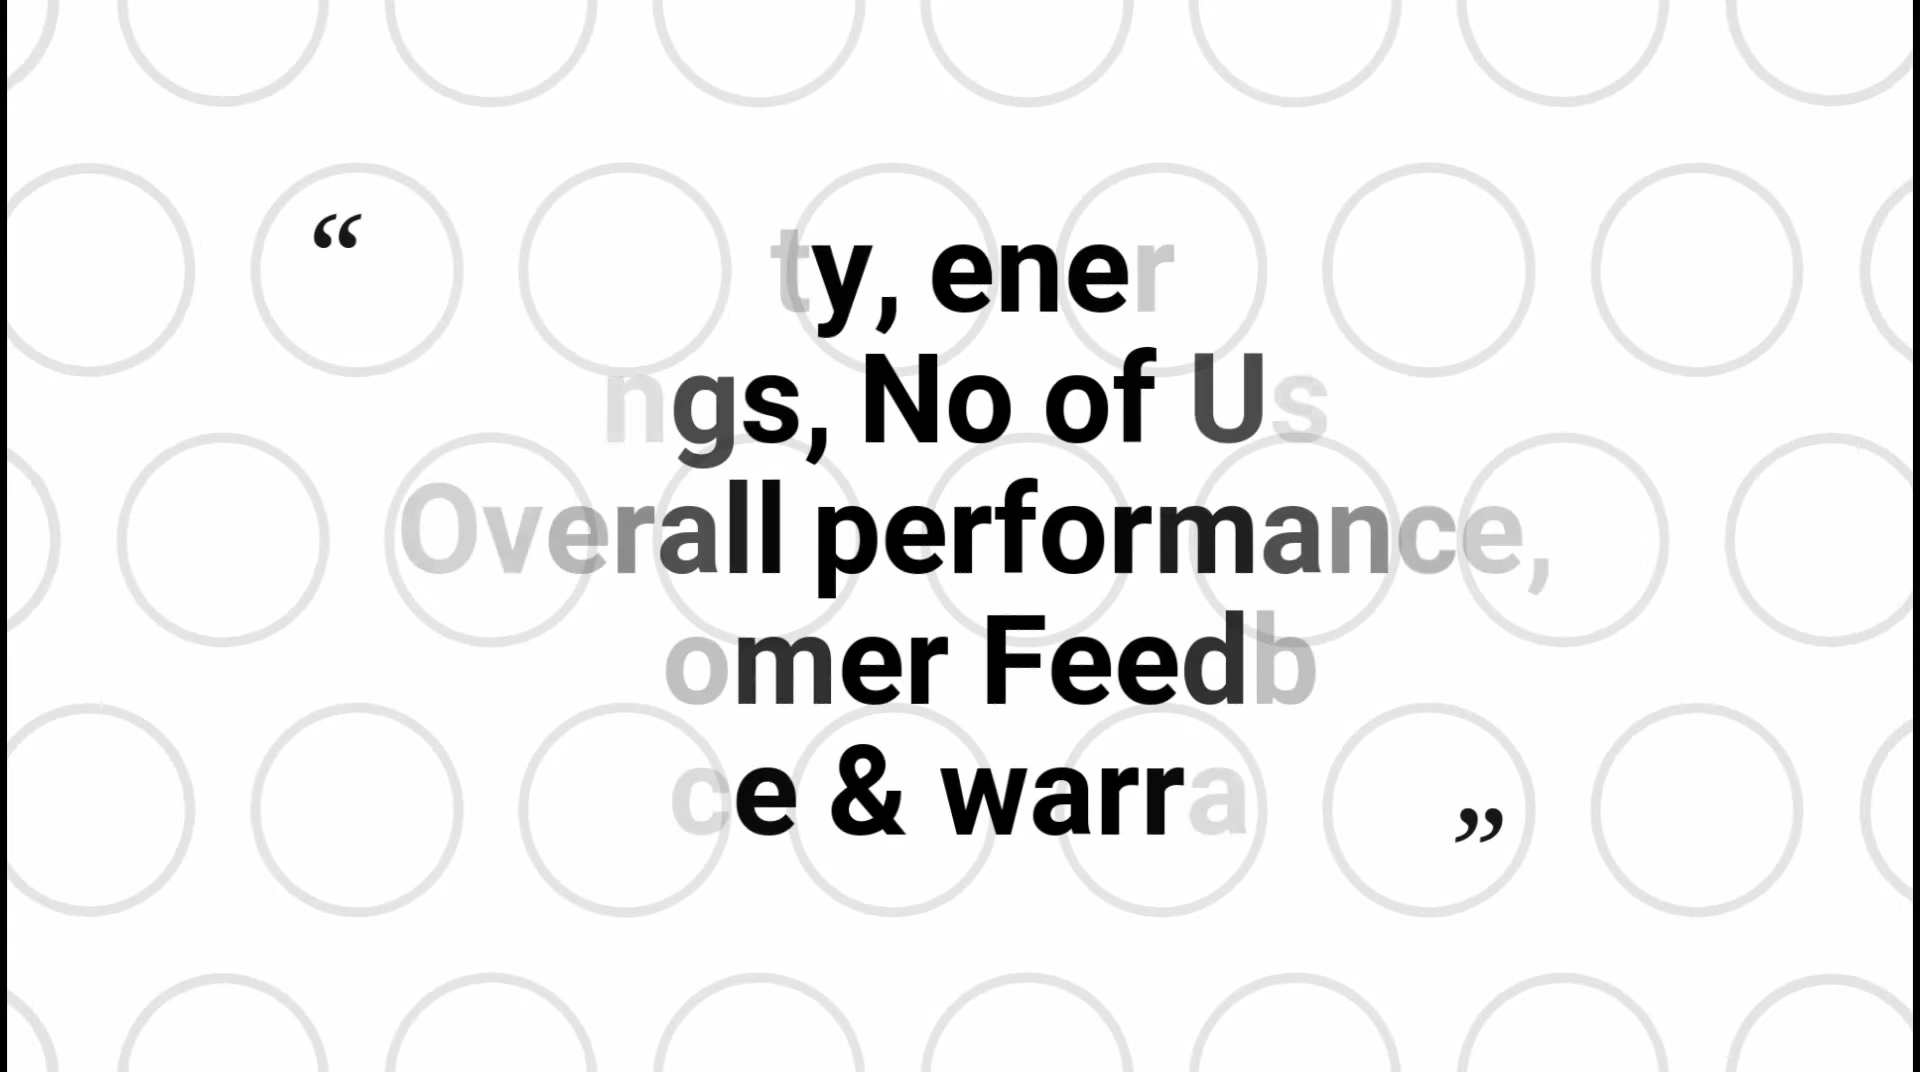 “
ty, ener
ngs, No of Us
Overall performance,
omer Feedb
ce & warra
”